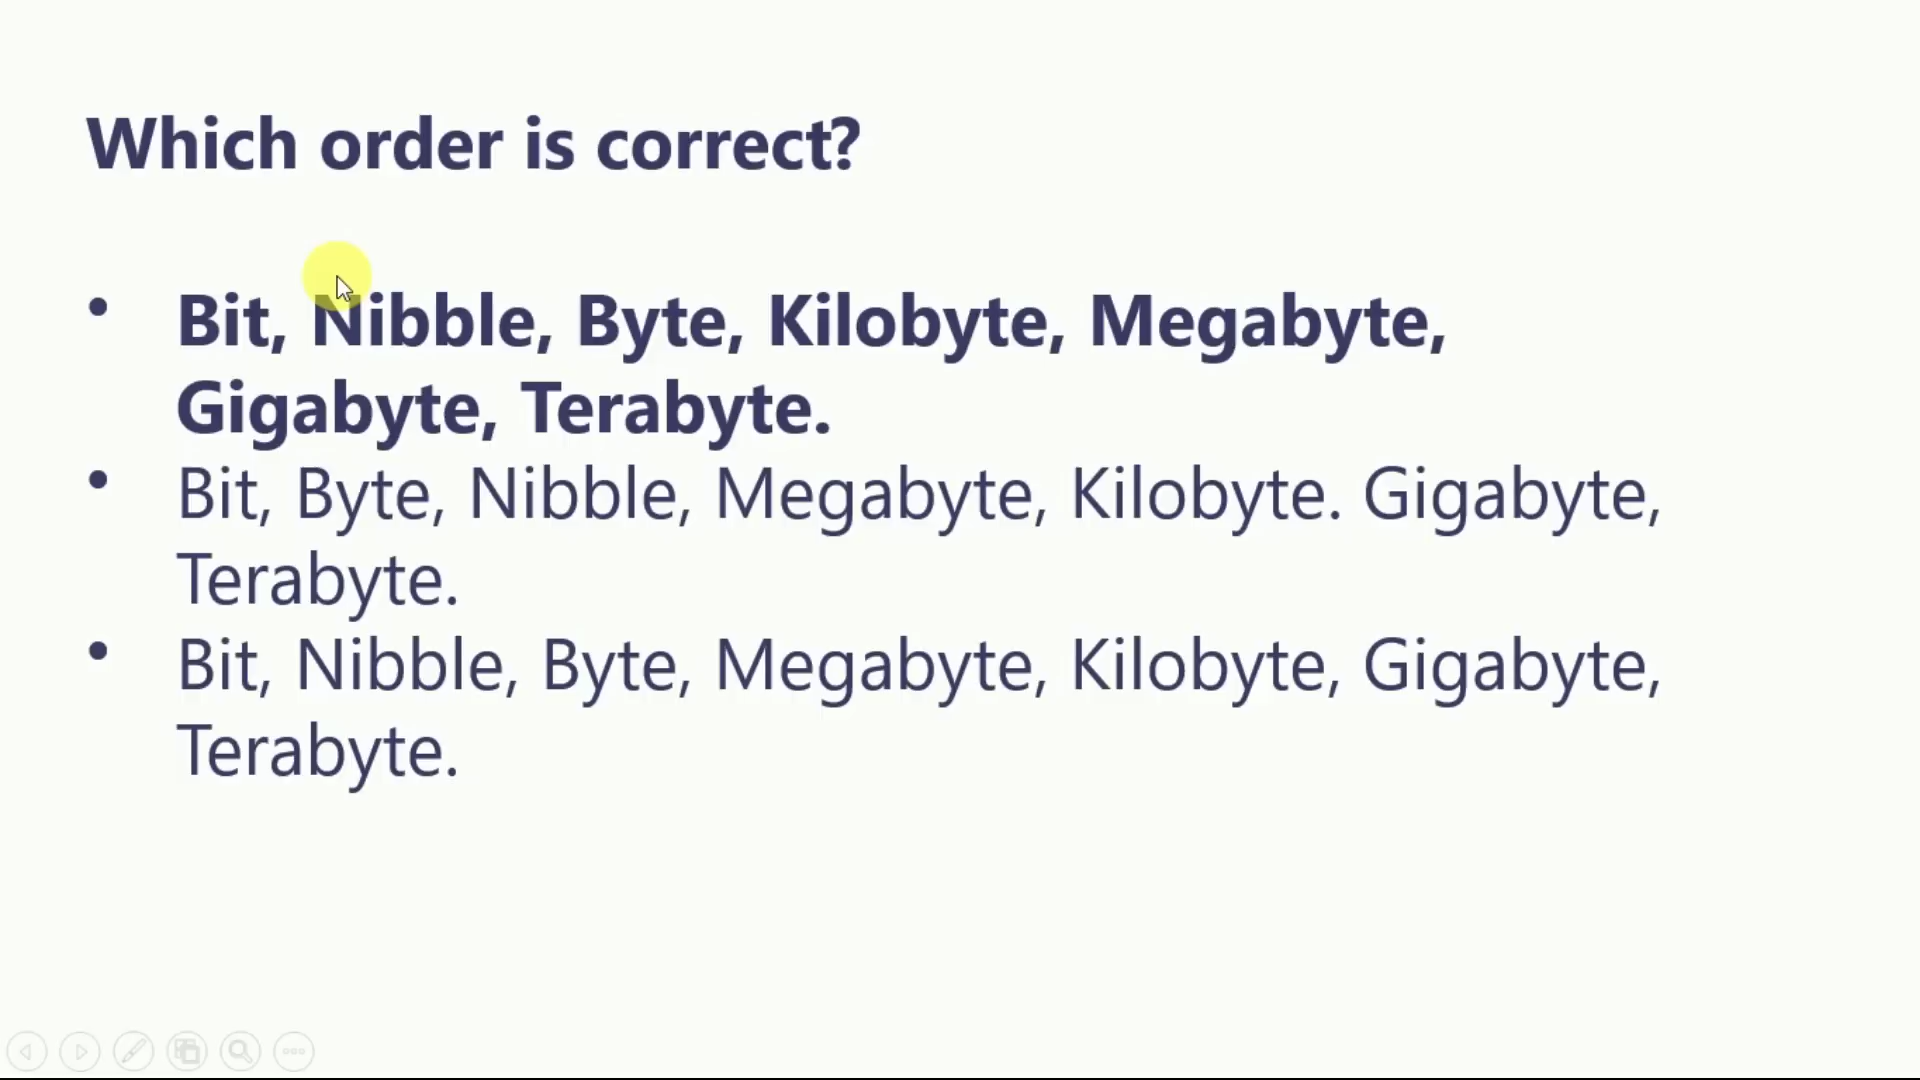 Which order is correct?
• Bit, Nibble, Byte, Kilobyte, Megabyte,
Gigabyte, Terabyte.
• Bit, Byte, Nibble, Megabyte, Kilobyte. Gigabyte,
Terabyte.
• Bit, Nibble, Byte, Megabyte, Kilobyte, Gigabyte,
Terabyte.